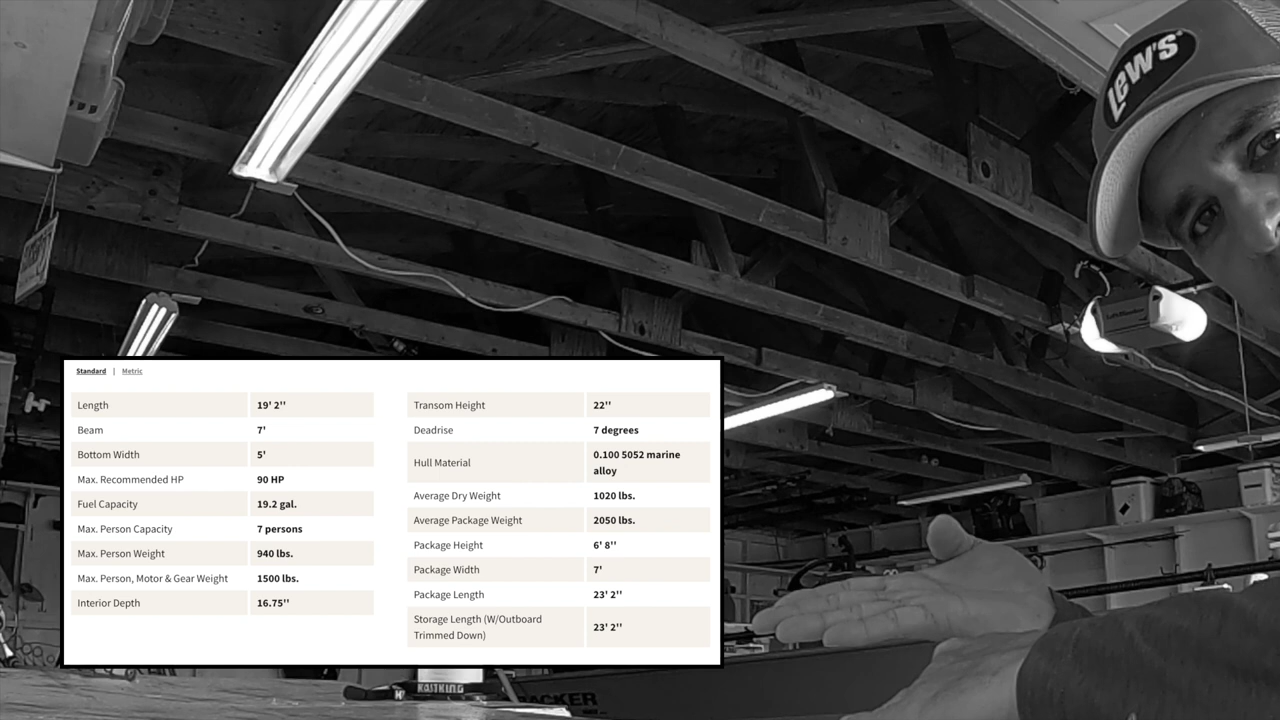 LEW'S
Standard | Metric
Length 19' 2''
Beam 7'
Bottom Width 5'
Max. Recommended HP 90 HP
Fuel Capacity 19.2 gal.
Max. Person Capacity 7 persons
Max. Person Weight 940 lbs.
Max. Person, Motor & Gear Weight 1500 lbs.
Interior Depth 16.75''
Transom Height 22''
Deadrise 7 degrees
Hull Material 0.100 5052 marine
alloy
Average Dry Weight 1020 lbs.
Average Package Weight 2050 lbs.
Package Height 6' 8''
Package Width 7'
Package Length 23' 2''
Storage Length (W/Outboard
Trimmed Down) 23' 2''
KASTKING